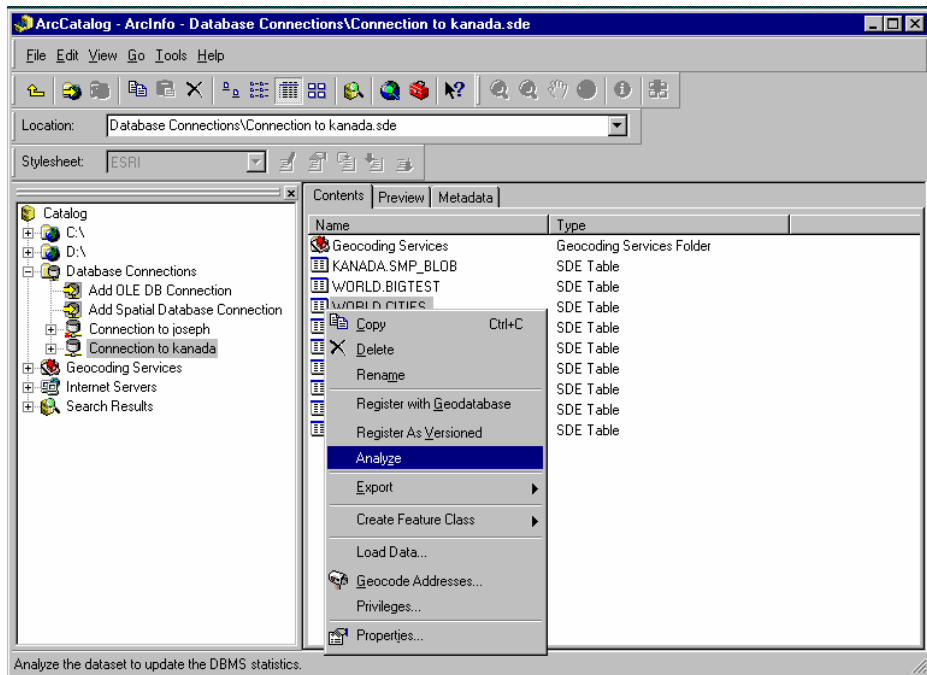 ArcCatalog - ArcInfo - Database Connections\Connection to kanada.sde
File Edit View Go Tools Help
Location: Database Connections\Connection to kanada.sde
Stylesheet: ESRI
Catalog
C:\
D:\
Database Connections
Add OLE DB Connection
Add Spatial Database Connection
Connection to joseph
Connection to kanada
Geocoding Services
Internet Servers
Search Results
Contents Preview Metadata
Name Type
Geocoding Services Geocoding Services Folder
KANADA.SMP_BLOB SDE Table
WORLD.BIGTEST SDE Table
WORLD.CITIES SDE Table
SDE Table
SDE Table
SDE Table
SDE Table
SDE Table
SDE Table
Copy Ctrl+C
Delete
Rename
Register with Geodatabase
Register As Versioned
Analyze
Export
Create Feature Class
Load Data...
Geocode Addresses...
Privileges...
Properties...
Analyze the dataset to update the DBMS statistics.